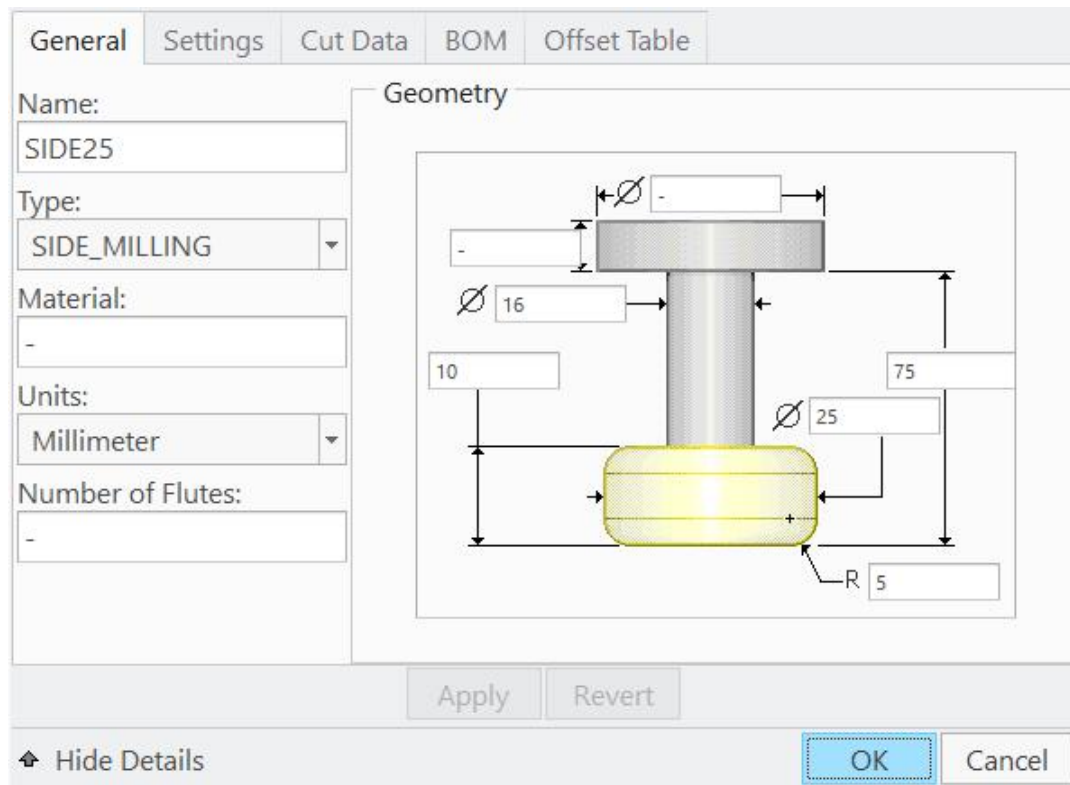 General Settings Cut Data BOM Offset Table
Name:
SIDE25
Type:
SIDE_MILLING
Material:
-
Units:
Millimeter
Number of Flutes:
-
Geometry
Ø -
-
Ø 16
10
75
Ø 25
R 5
Apply Revert
Hide Details OK Cancel